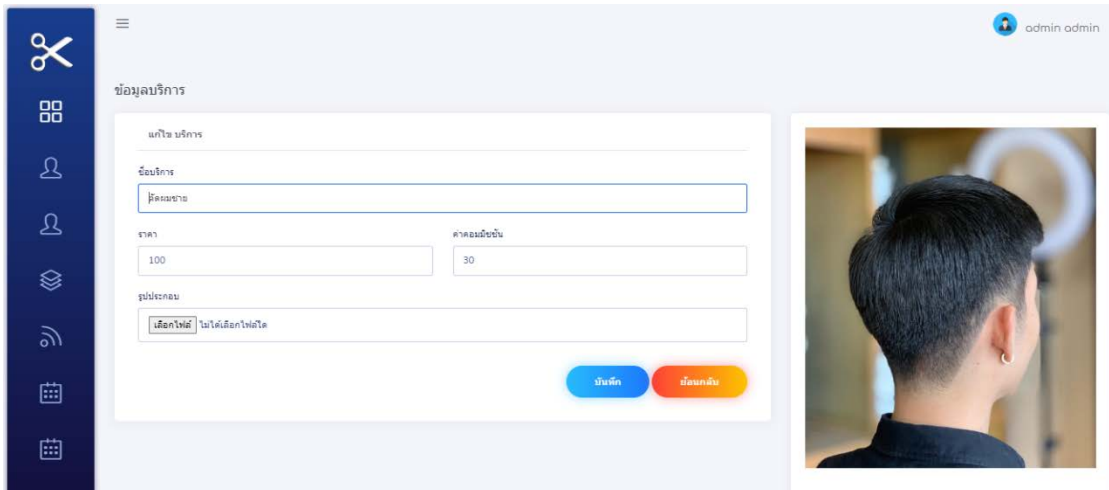 admin admin
ข้อมูลบริการ
แก้ไข บริการ
ชื่อบริการ
ตัดผมชาย
ราคา
ค่าคอมมิชชั่น
100
30
รูปประกอบ
เลือกไฟล์ ไม่ได้เลือกไฟล์ใด
บันทึก
ย้อนกลับ